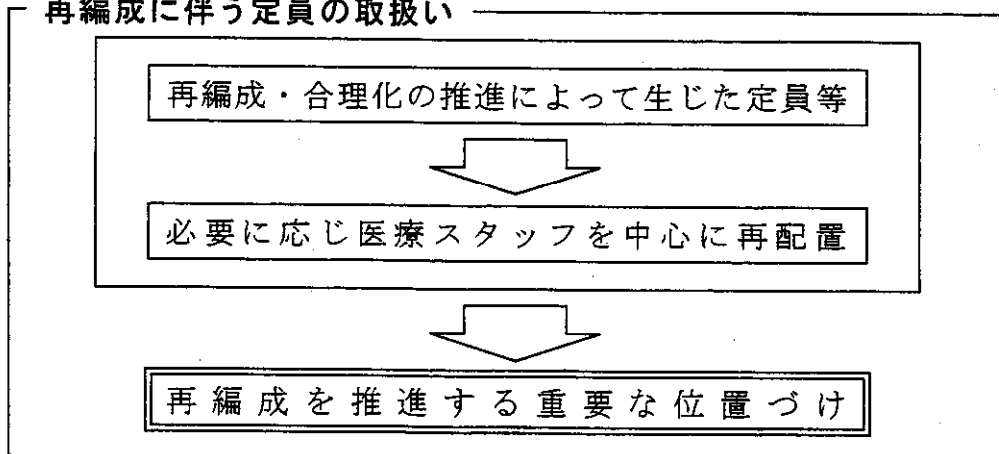 再編成に伴う定員の取扱い
再編成・合理化の推進によって生じた定員等
必要に応じ医療スタッフを中心に再配置
再編成を推進する重要な位置づけ